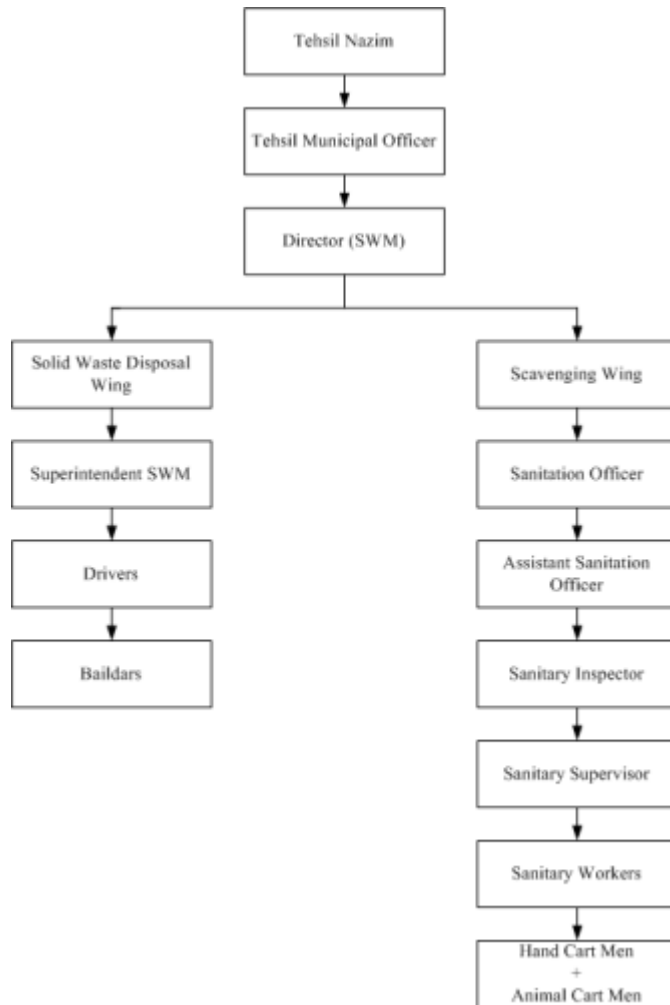 Tehsil Nazim
Tehsil Municipal Officer
Director (SWM)
Solid Waste Disposal
Wing
Scavenging Wing
Superintendent SWM
Sanitation Officer
Drivers
Assistant Sanitation
Officer
Baildars
Sanitary Inspector
Sanitary Supervisor
Sanitary Workers
Hand Cart Men
+
Animal Cart Men